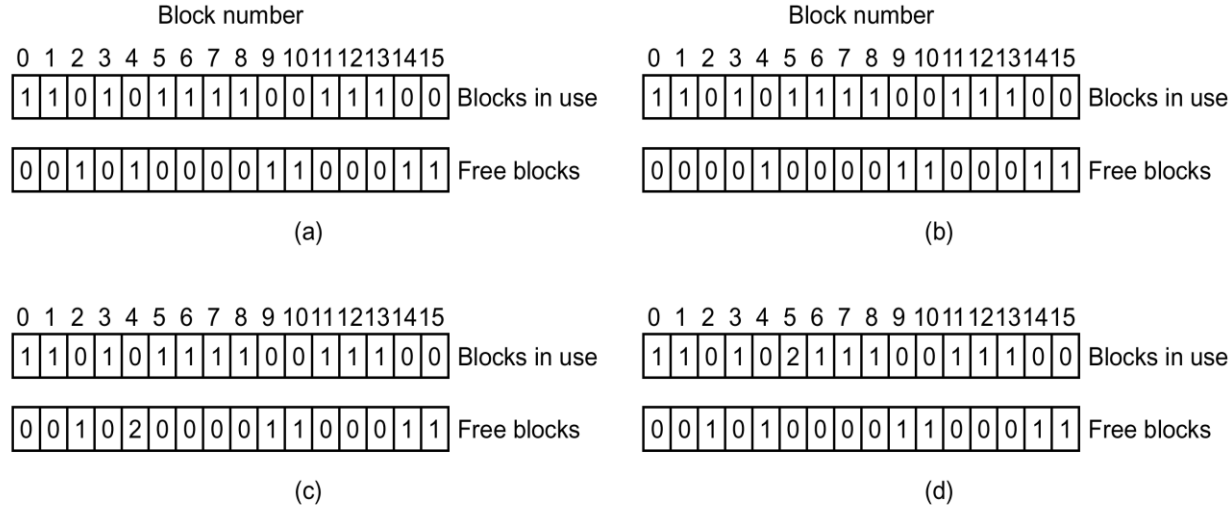 Block number
0 1 2 3 4 5 6 7 8 9 10 11 12 13 14 15
1 1 0 1 0 1 1 1 1 0 0 1 1 1 0 0 Blocks in use
0 0 1 0 1 0 0 0 0 1 1 0 0 0 1 1 Free blocks
(a)
Block number
0 1 2 3 4 5 6 7 8 9 10 11 12 13 14 15
1 1 0 1 0 1 1 1 1 0 0 1 1 1 0 0 Blocks in use
0 0 0 0 1 0 0 0 0 1 1 0 0 0 1 1 Free blocks
(b)
0 1 2 3 4 5 6 7 8 9 10 11 12 13 14 15
1 1 0 1 0 1 1 1 1 0 0 1 1 1 0 0 Blocks in use
0 0 1 0 2 0 0 0 0 1 1 0 0 0 1 1 Free blocks
(c)
0 1 2 3 4 5 6 7 8 9 10 11 12 13 14 15
1 1 0 1 0 2 1 1 1 0 0 1 1 1 0 0 Blocks in use
0 0 1 0 1 0 0 0 0 1 1 0 0 0 1 1 Free blocks
(d)